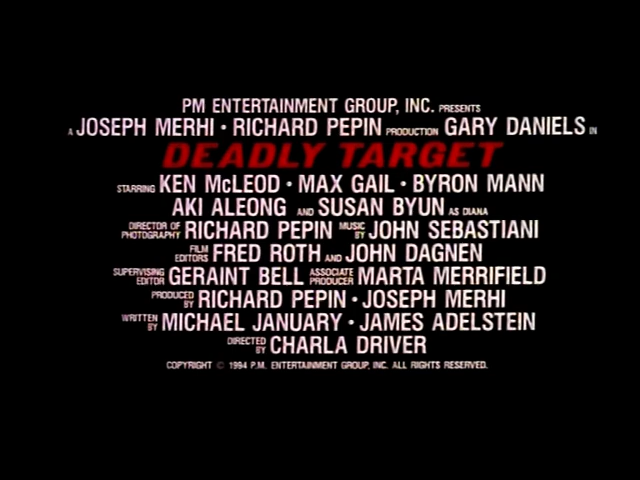 PM ENTERTAINMENT GROUP, INC. PRESENTS
A JOSEPH MERHI • RICHARD PEPIN PRODUCTION GARY DANIELS IN
DEADLY TARGET
STARRING KEN McLEOD • MAX GAIL • BYRON MANN
AKI ALEONG AND SUSAN BYUN AS DIANA
DIRECTOR OF PHOTOGRAPHY RICHARD PEPIN MUSIC BY JOHN SEBASTIANI
FILM EDITORS FRED ROTH AND JOHN DAGNEN
SUPERVISING EDITOR GERAINT BELL ASSOCIATE PRODUCER MARTA MERRIFIELD
PRODUCED BY RICHARD PEPIN • JOSEPH MERHI
WRITTEN BY MICHAEL JANUARY • JAMES ADELSTEIN
DIRECTED BY CHARLA DRIVER
COPYRIGHT © 1994 P.M. ENTERTAINMENT GROUP, INC. ALL RIGHTS RESERVED.